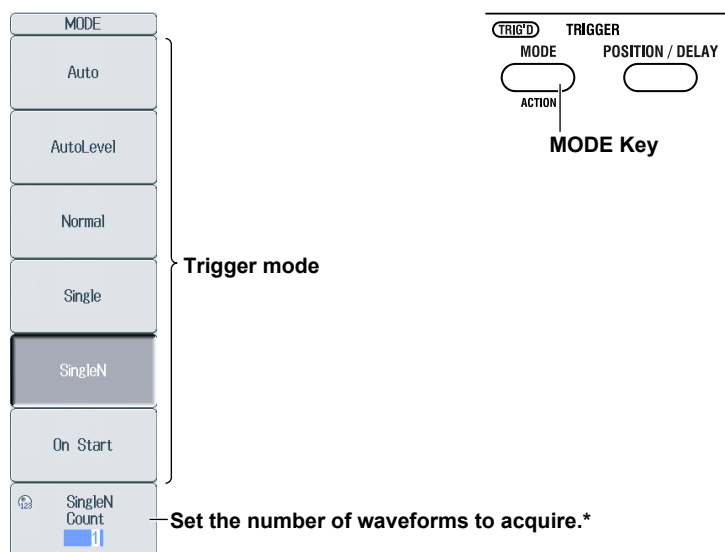 MODE
Auto
AutoLevel
Normal
Single
SingleN
On Start
123
SingleN
Count
1
Trigger mode
Set the number of waveforms to acquire.*
TRIG'D TRIGGER
MODE POSITION / DELAY
ACTION
MODE Key